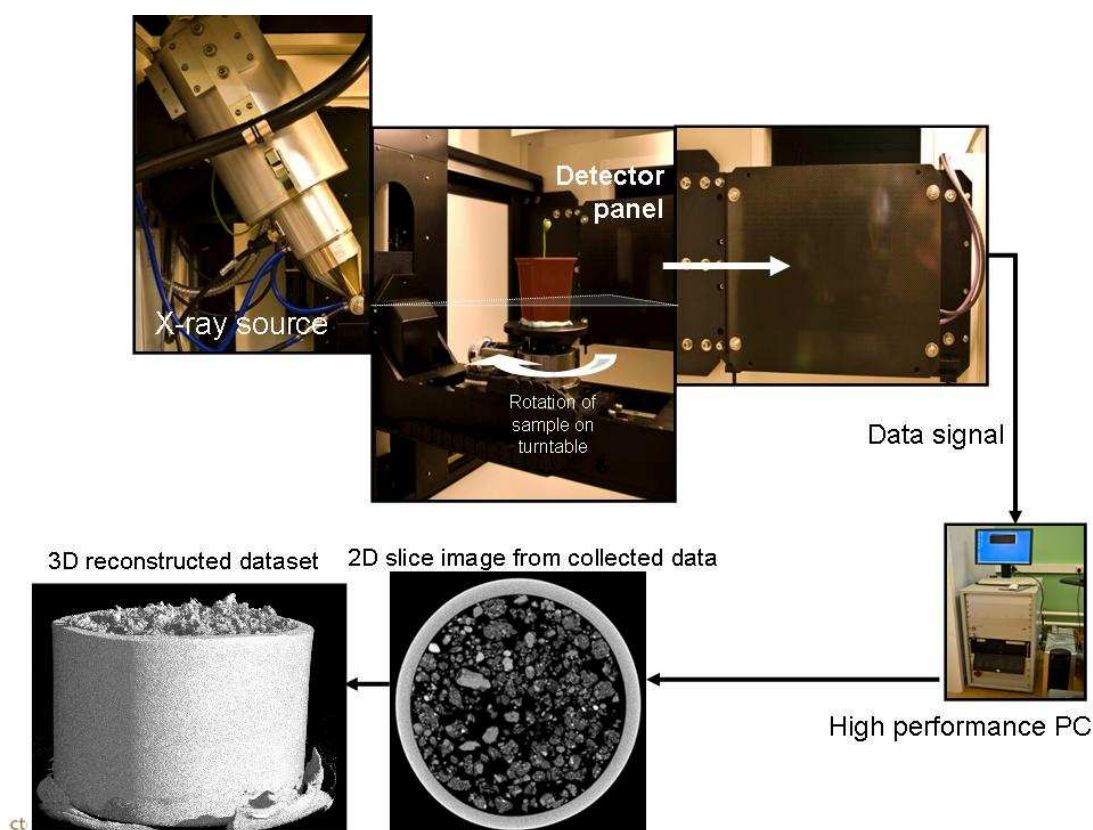 Detector
panel
X-ray source
Rotation of
sample on
turntable
Data signal
3D reconstructed dataset
2D slice image from collected data
High performance PC
ct